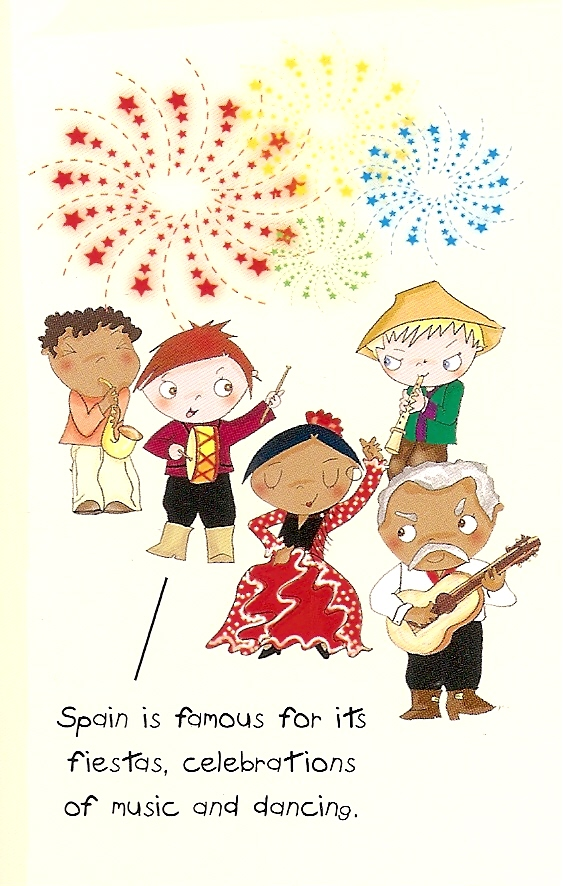 Spain is famous for its
fiestas, celebrations
of music and dancing.